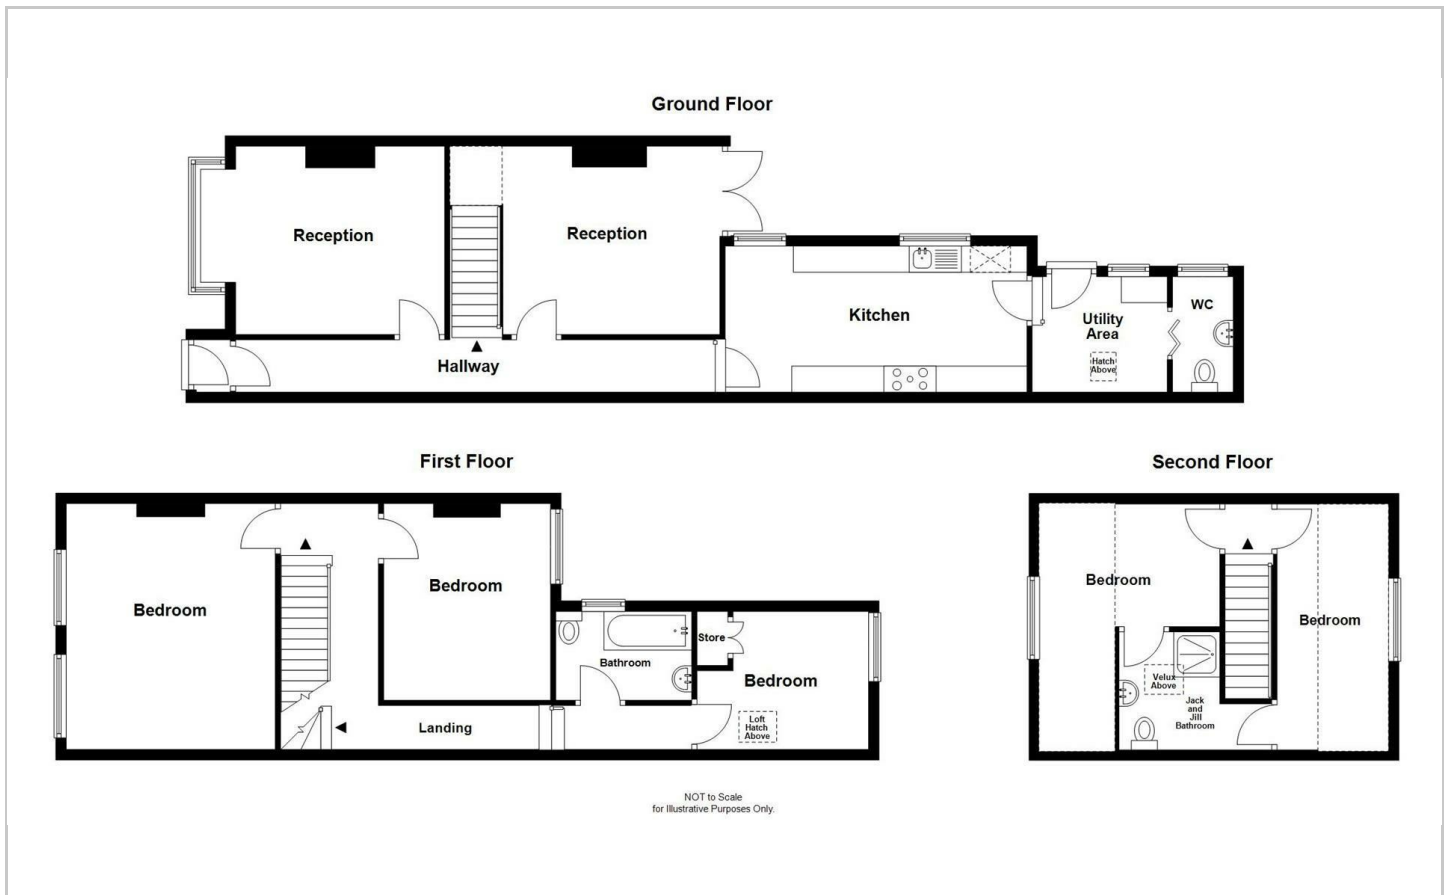 Ground Floor
Reception
Reception
Hallway
Kitchen
Utility
Area
Hatch
Above
WC
First Floor
Bedroom
Landing
Bedroom
Bathroom
Store
Bedroom
Loft
Hatch
Above
Second Floor
Bedroom
Velux
Above
Jack
and
Jill
Bathroom
Bedroom
NOT to Scale
for Illustrative Purposes Only.